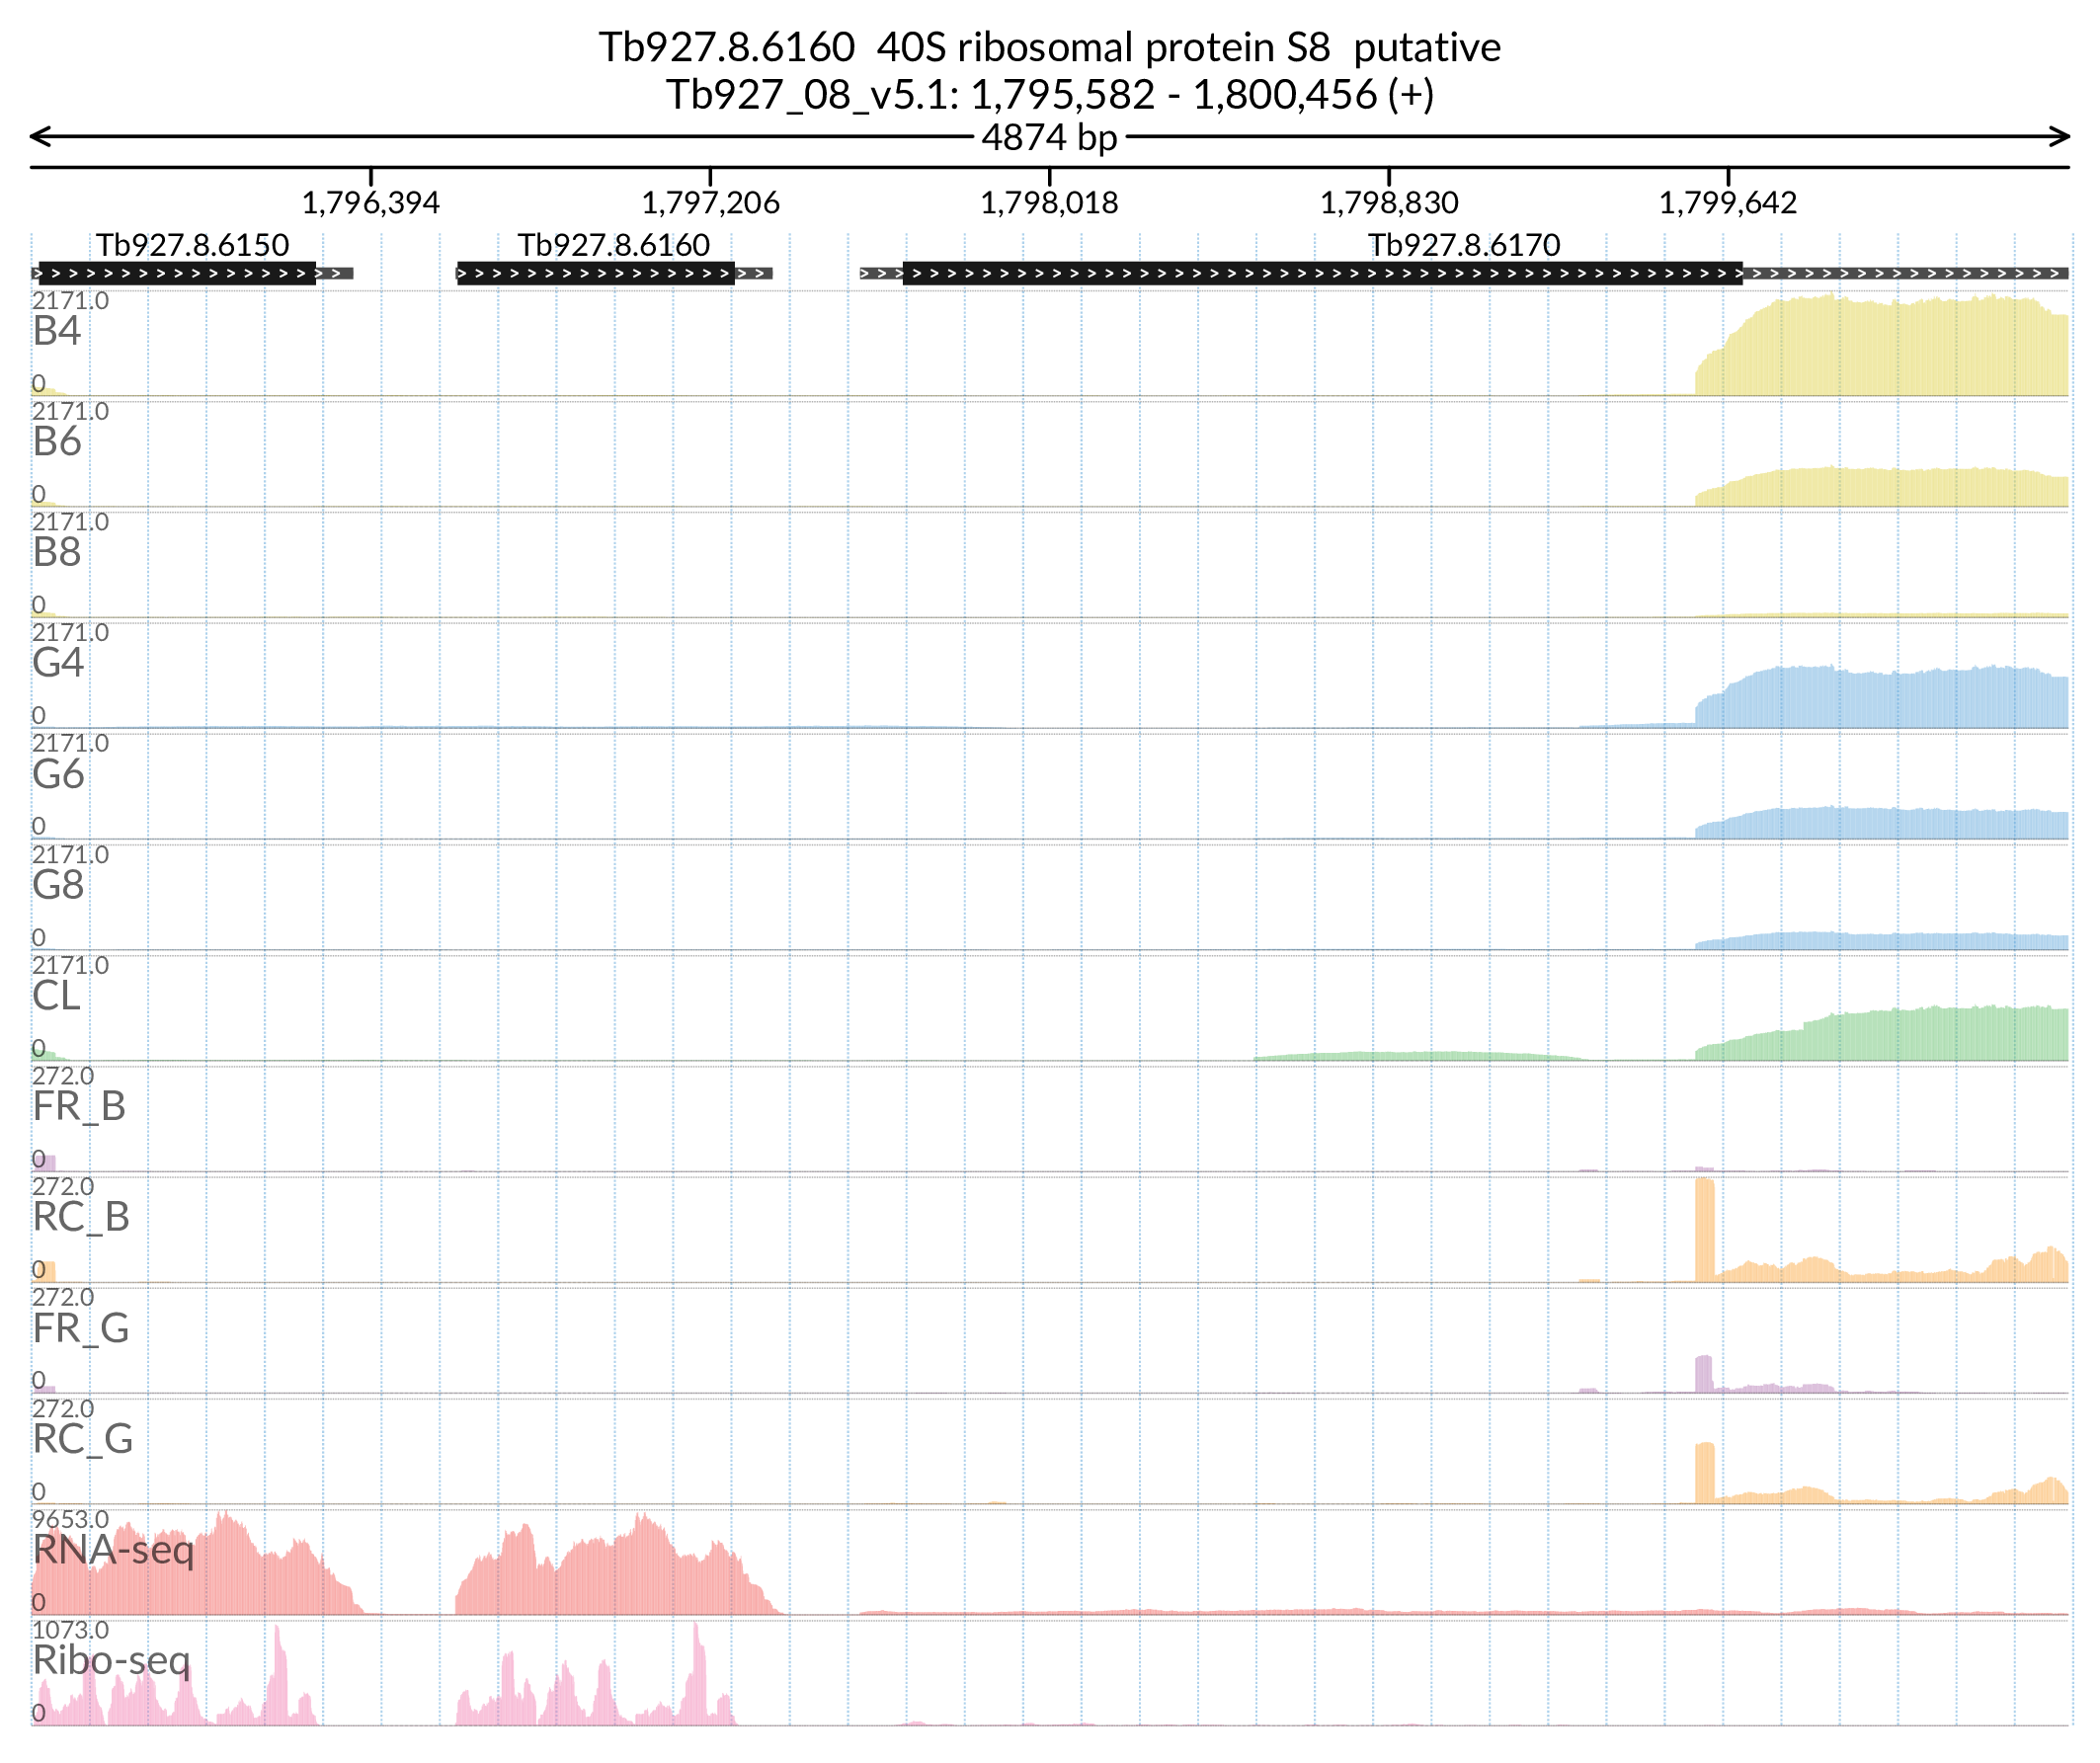 Tb927.8.6160  40S ribosomal protein S8  putative
Tb927_08_v5.1: 1,795,582 - 1,800,456 (+)
4874 bp
1,796,394 1,797,206 1,798,018 1,798,830 1,799,642
Tb927.8.6150 Tb927.8.6160 Tb927.8.6170
2171.0
B4
0
2171.0
B6
0
2171.0
B8
0
2171.0
G4
0
2171.0
G6
0
2171.0
G8
0
2171.0
CL
0
272.0
FR_B
0
272.0
RC_B
0
272.0
FR_G
0
272.0
RC_G
0
9653.0
RNA-seq
0
1073.0
Ribo-seq
0